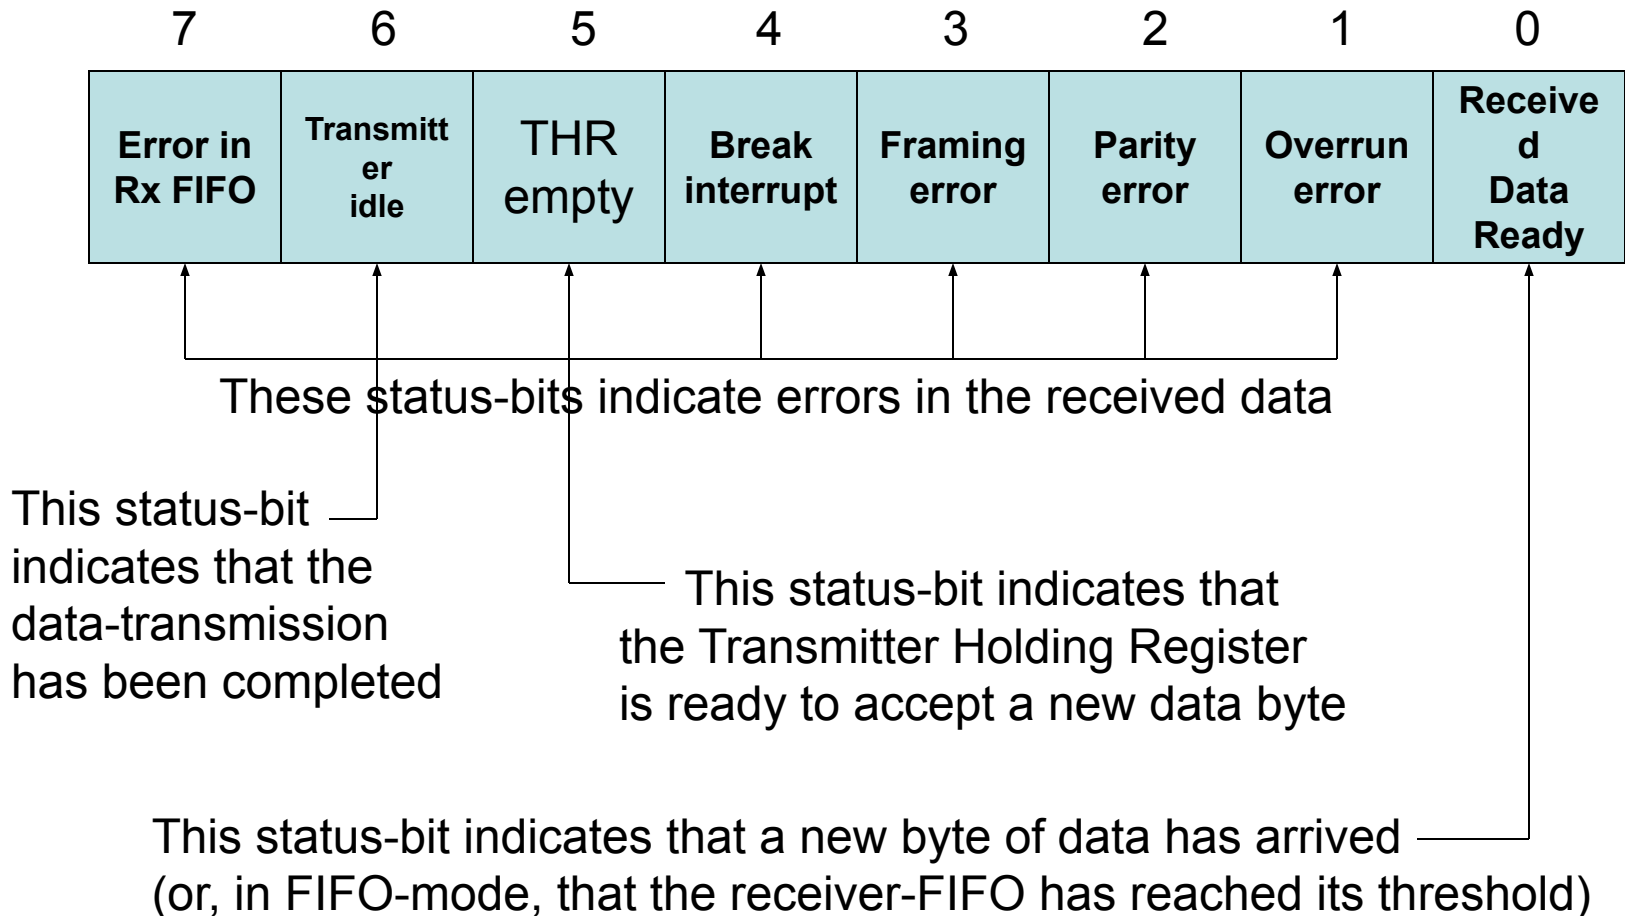 7 6 5 4 3 2 1 0
Error in
Rx FIFO
Transmitt
er
idle
THR
empty
Break
interrupt
Framing
error
Parity
error
Overrun
error
Receive
d
Data
Ready
These status-bits indicate errors in the received data
This status-bit
indicates that the
data-transmission
has been completed
This status-bit indicates that
the Transmitter Holding Register
is ready to accept a new data byte
This status-bit indicates that a new byte of data has arrived
(or, in FIFO-mode, that the receiver-FIFO has reached its threshold)